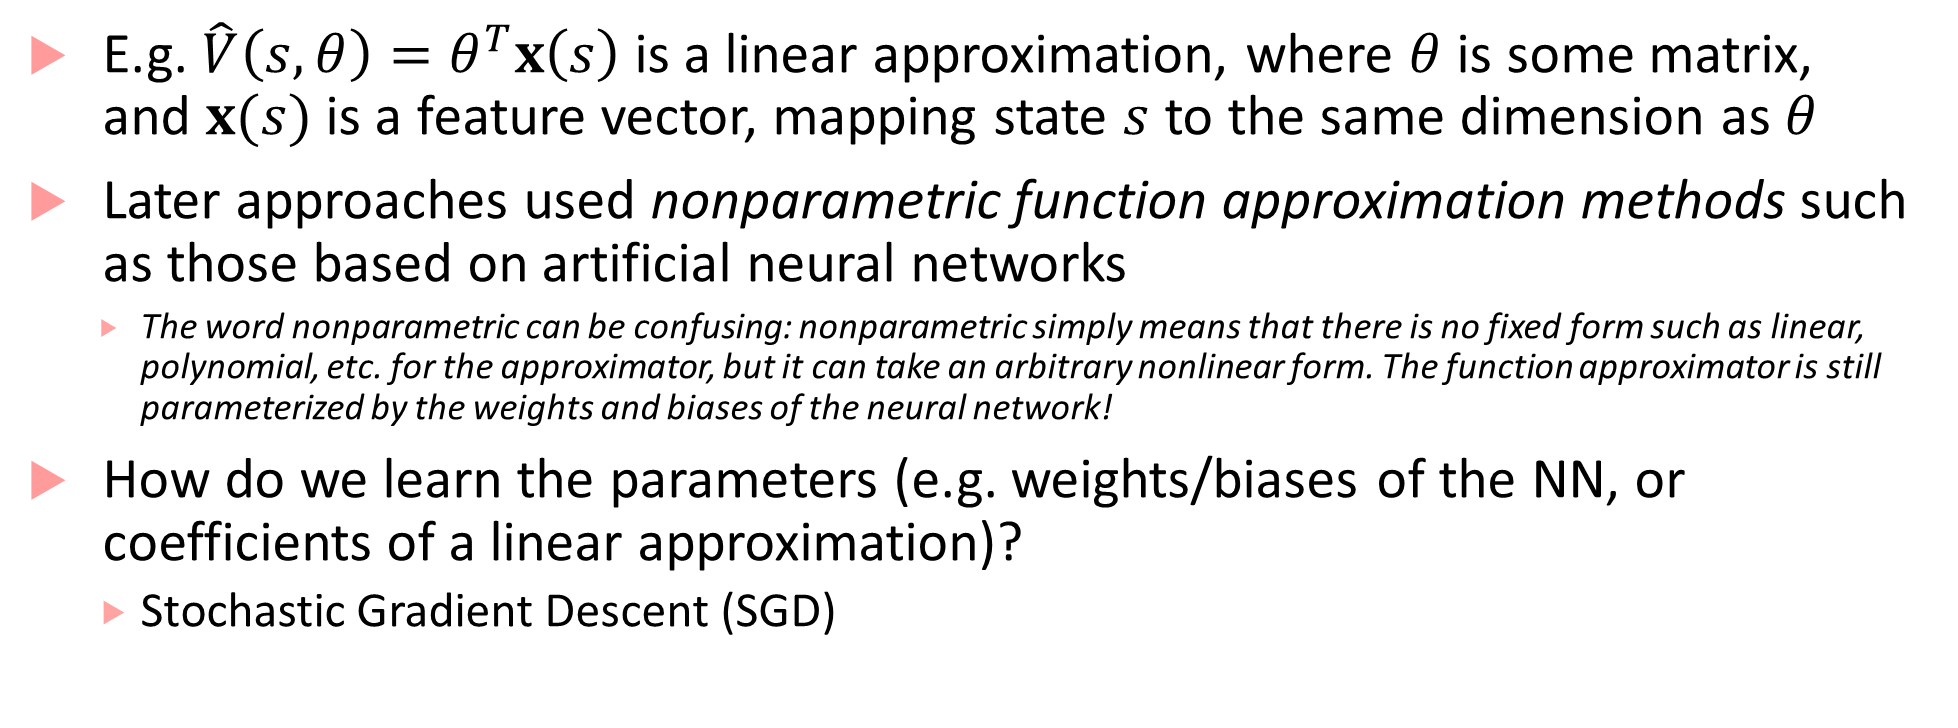 E.g. V̂(s, θ) = θᵀ𝐱(s) is a linear approximation, where θ is some matrix,
and 𝐱(s) is a feature vector, mapping state s to the same dimension as θ
Later approaches used nonparametric function approximation methods such
as those based on artificial neural networks
The word nonparametric can be confusing: nonparametric simply means that there is no fixed form such as linear,
polynomial, etc. for the approximator, but it can take an arbitrary nonlinear form. The function approximator is still
parameterized by the weights and biases of the neural network!
How do we learn the parameters (e.g. weights/biases of the NN, or
coefficients of a linear approximation)?
Stochastic Gradient Descent (SGD)